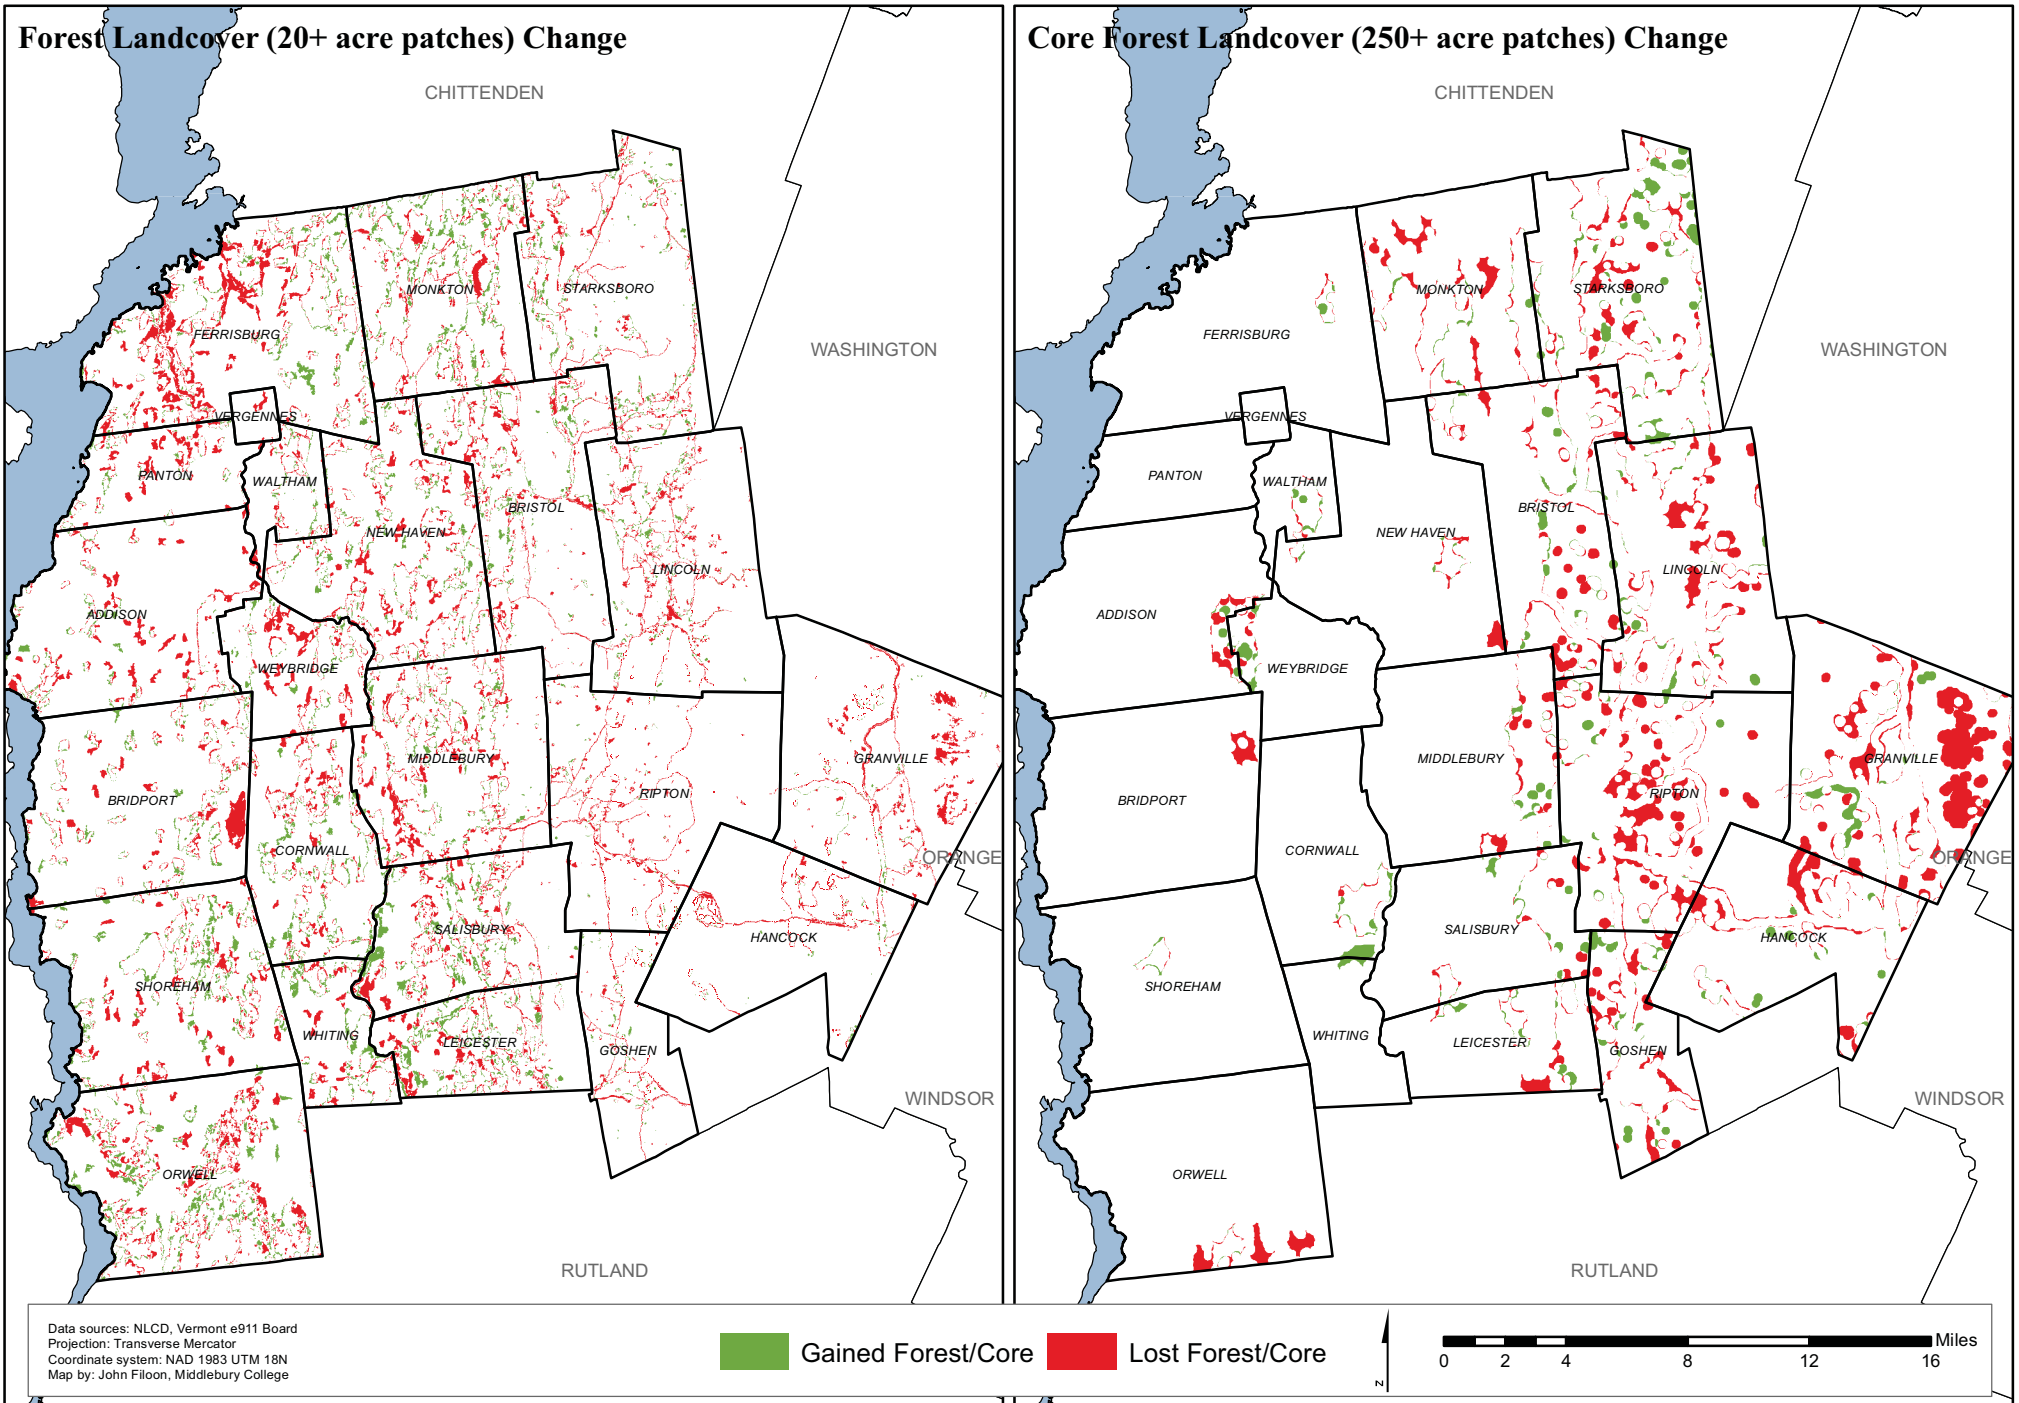 Forest Landcover (20+ acre patches) Change
CHITTENDEN
MONKTON
STARKSBORO
FERRISBURG
WASHINGTON
VERGENNES
PANTON
WALTHAM
BRISTOL
NEW HAVEN
LINCOLN
ADDISON
WEYBRIDGE
MIDDLEBURY
GRANVILLE
RIPTON
BRIDPORT
CORNWALL
ORANGE
SALISBURY
HANCOCK
SHOREHAM
WHITING
LEICESTER
GOSHEN
WINDSOR
ORWELL
RUTLAND
Core Forest Landcover (250+ acre patches) Change
CHITTENDEN
MONKTON
STARKSBORO
FERRISBURG
WASHINGTON
VERGENNES
PANTON
WALTHAM
BRISTOL
NEW HAVEN
LINCOLN
ADDISON
WEYBRIDGE
MIDDLEBURY
GRANVILLE
RIPTON
BRIDPORT
CORNWALL
ORANGE
SALISBURY
HANCOCK
SHOREHAM
WHITING
LEICESTER
GOSHEN
WINDSOR
ORWELL
RUTLAND
Data sources: NLCD, Vermont e911 Board
Projection: Transverse Mercator
Coordinate system: NAD 1983 UTM 18N
Map by: John Filoon, Middlebury College
Gained Forest/Core
Lost Forest/Core
N
Miles
0 2 4 8 12 16